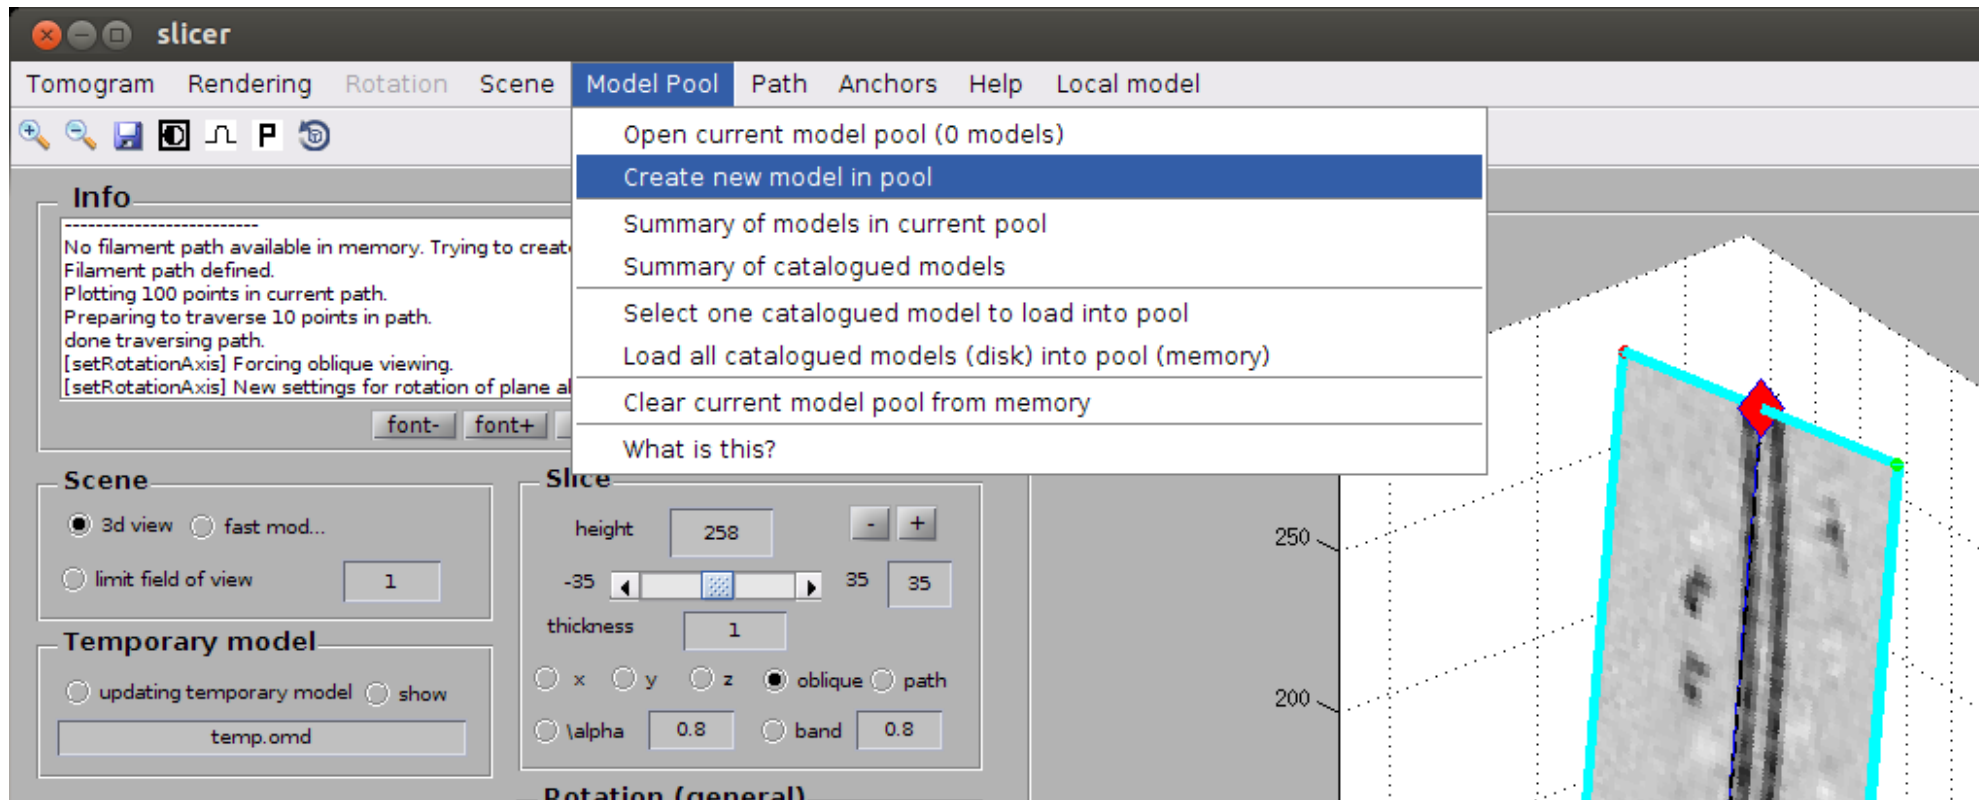 slicer
Tomogram Rendering Rotation Scene Model Pool Path Anchors Help Local model
P
Open current model pool (0 models)
Create new model in pool
Summary of models in current pool
Summary of catalogued models
Select one catalogued model to load into pool
Load all catalogued models (disk) into pool (memory)
Clear current model pool from memory
What is this?
Info
-------------------------
No filament path available in memory. Trying to create
Filament path defined.
Plotting 100 points in current path.
Preparing to traverse 10 points in path.
done traversing path.
[setRotationAxis] Forcing oblique viewing.
[setRotationAxis] New settings for rotation of plane al
font- font+
Scene
3d view fast mod...
limit field of view 1
Temporary model
updating temporary model show
temp.omd
Slice
height 258 - +
-35 35 35
thickness 1
x y z oblique path
\alpha 0.8 band 0.8
Rotation (general)
250
200